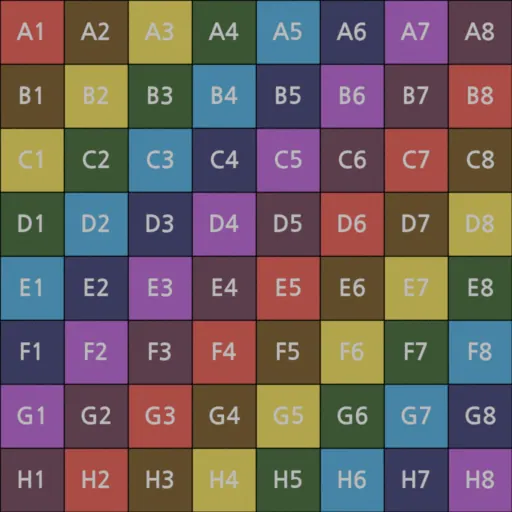 A1 A2 A3 A4 A5 A6 A7 A8
B1 B2 B3 B4 B5 B6 B7 B8
C1 C2 C3 C4 C5 C6 C7 C8
D1 D2 D3 D4 D5 D6 D7 D8
E1 E2 E3 E4 E5 E6 E7 E8
F1 F2 F3 F4 F5 F6 F7 F8
G1 G2 G3 G4 G5 G6 G7 G8
H1 H2 H3 H4 H5 H6 H7 H8